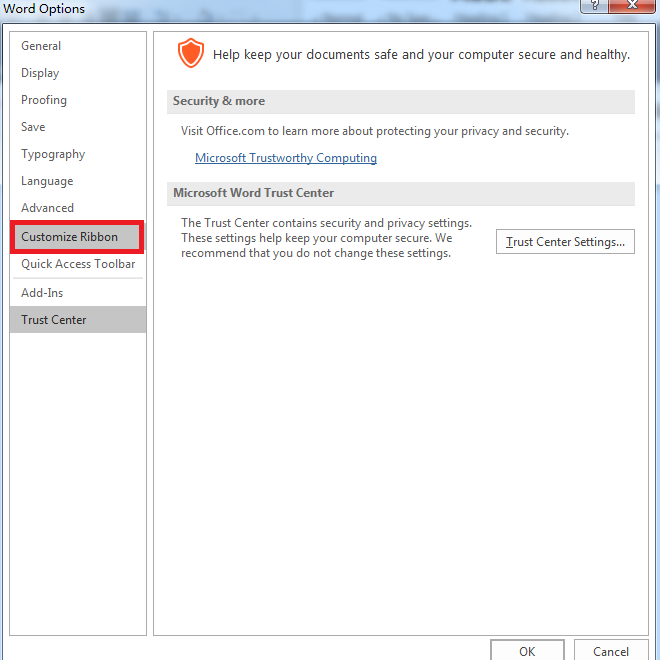 Word Options
?
General
Display
Proofing
Save
Typography
Language
Advanced
Customize Ribbon
Quick Access Toolbar
Add-Ins
Trust Center
Help keep your documents safe and your computer secure and healthy.
Security & more
Visit Office.com to learn more about protecting your privacy and security.
Microsoft Trustworthy Computing
Microsoft Word Trust Center
The Trust Center contains security and privacy settings.
These settings help keep your computer secure. We
recommend that you do not change these settings.
Trust Center Settings...
OK
Cancel